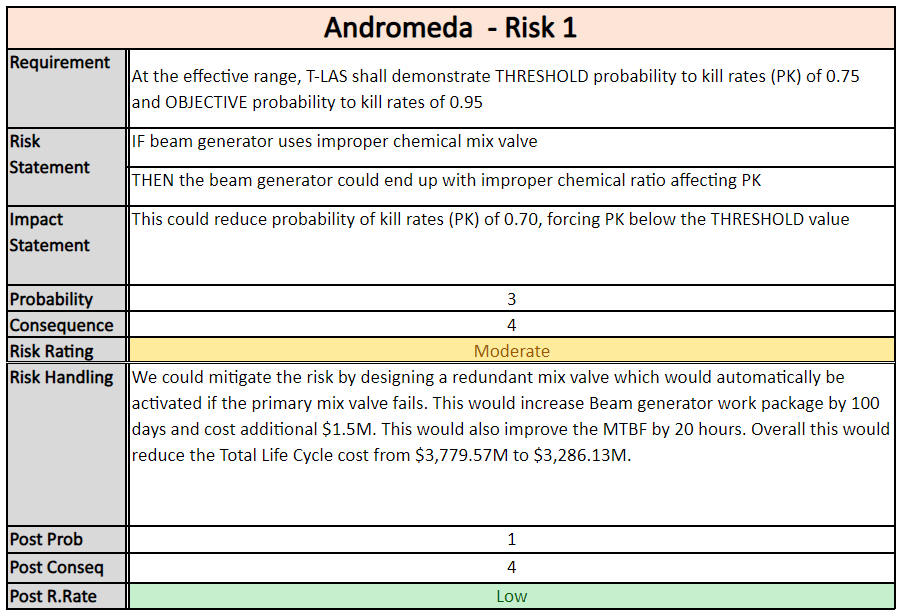 Andromeda - Risk 1
Requirement
At the effective range, T-LAS shall demonstrate THRESHOLD probability to kill rates (PK) of 0.75
and OBJECTIVE probability to kill rates of 0.95
Risk
Statement
IF beam generator uses improper chemical mix valve
THEN the beam generator could end up with improper chemical ratio affecting PK
Impact
Statement
This could reduce probability of kill rates (PK) of 0.70, forcing PK below the THRESHOLD value
Probability
3
Consequence
4
Risk Rating
Moderate
Risk Handling
We could mitigate the risk by designing a redundant mix valve which would automatically be
activated if the primary mix valve fails. This would increase Beam generator work package by 100
days and cost additional $1.5M. This would also improve the MTBF by 20 hours. Overall this would
reduce the Total Life Cycle cost from $3,779.57M to $3,286.13M.
Post Prob
1
Post Conseq
4
Post R.Rate
Low